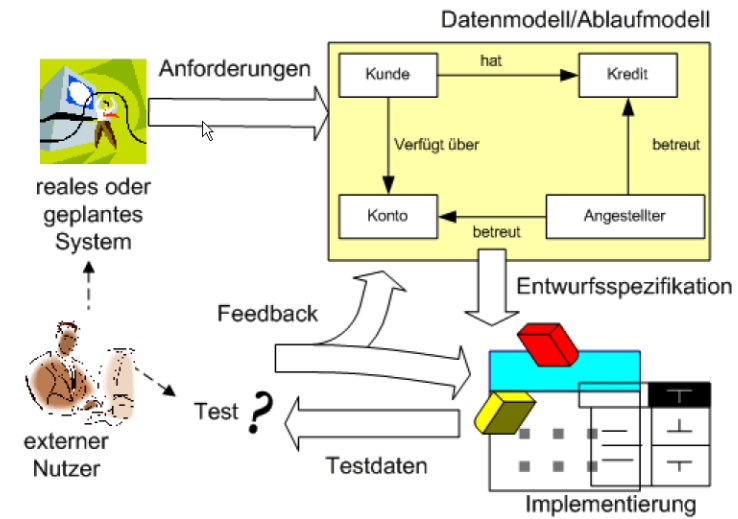 Datenmodell/Ablaufmodell
Anforderungen
Kunde
hat
Kredit
Verfügt über
betreut
Konto
betreut
Angestellter
reales oder
geplantes
System
Entwurfsspezifikation
Feedback
Test ?
externer
Nutzer
Testdaten
Implementierung